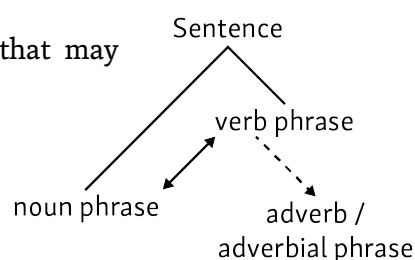 Sentence
that may
verb phrase
noun phrase
adverb /
adverbial phrase